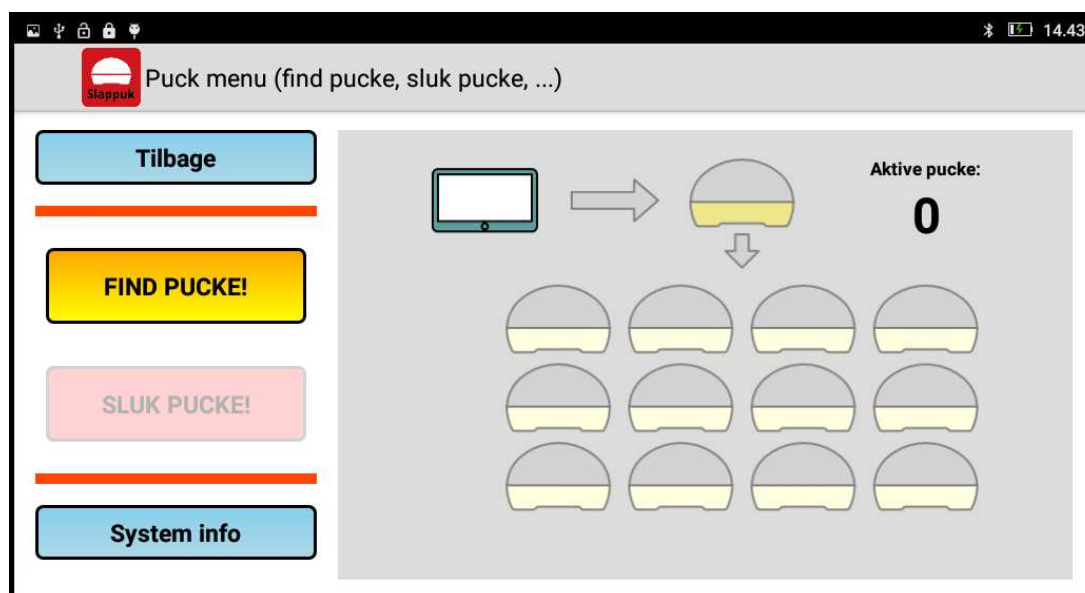 14.43
Slappuk
Puck menu (find pucke, sluk pucke, ...)
Tilbage
FIND PUCKE!
SLUK PUCKE!
System info
Aktive pucke:
0